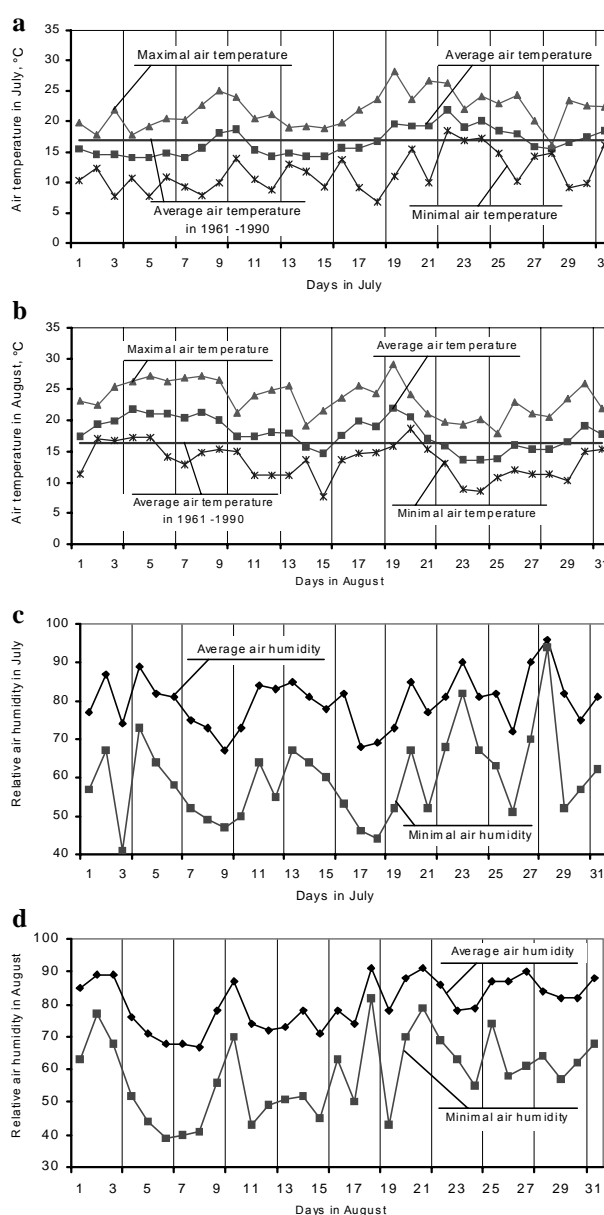 a
Air temperature in July, °C
35
30
25
20
15
10
5
0
Maximal air temperature
Average air temperature
Average air temperature
in 1961 -1990
Minimal air temperature
1 3 5 7 9 11 13 15 17 19 21 23 25 27 29 31
Days in July
b
Air temperature in August, °C
35
30
25
20
15
10
5
0
Maximal air temperature
Average air temperature
Average air temperature
in 1961 -1990
Minimal air temperature
1 3 5 7 9 11 13 15 17 19 21 23 25 27 29 31
Days in August
c
Relative air humidity in July
100
90
80
70
60
50
40
Average air humidity
Minimal air humidity
1 3 5 7 9 11 13 15 17 19 21 23 25 27 29 31
Days in July
d
Relative air humidity in August
100
90
80
70
60
50
40
30
Average air humidity
Minimal air humidity
1 3 5 7 9 11 13 15 17 19 21 23 25 27 29 31
Days in August